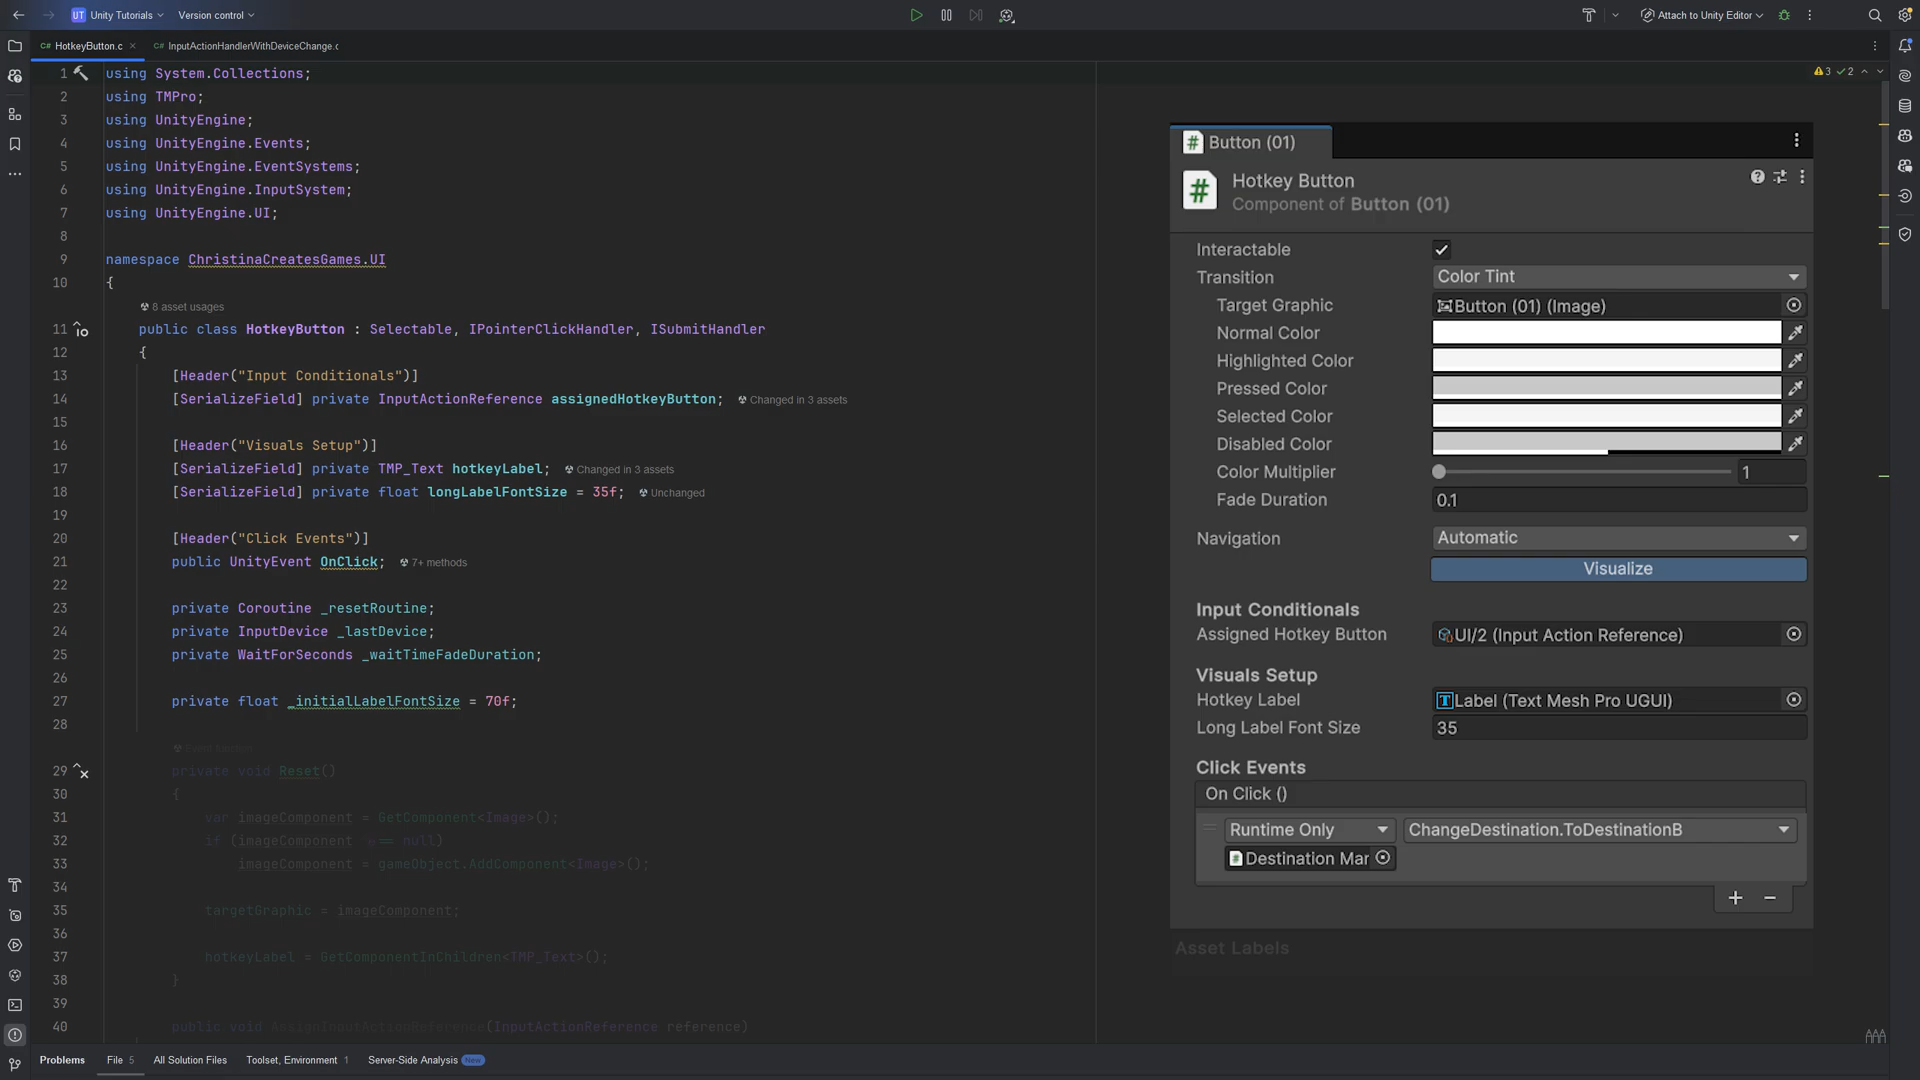 UT Unity Tutorials
Version control
Attach to Unity Editor
C# HotkeyButton.c
C# InputActionHandlerWithDeviceChange.c
3
2
1 using System.Collections;
2 using TMPro;
3 using UnityEngine;
4 using UnityEngine.Events;
5 using UnityEngine.EventSystems;
6 using UnityEngine.InputSystem;
7 using UnityEngine.UI;
8
9 namespace ChristinaCreatesGames.UI
10 {
8 asset usages
11 public class HotkeyButton : Selectable, IPointerClickHandler, ISubmitHandler
12 {
13 [Header("Input Conditionals")]
14 [SerializeField] private InputActionReference assignedHotkeyButton; Changed in 3 assets
15
16 [Header("Visuals Setup")]
17 [SerializeField] private TMP_Text hotkeyLabel; Changed in 3 assets
18 [SerializeField] private float longLabelFontSize = 35f; Unchanged
19
20 [Header("Click Events")]
21 public UnityEvent OnClick; 7+ methods
22
23 private Coroutine _resetRoutine;
24 private InputDevice _lastDevice;
25 private WaitForSeconds _waitTimeFadeDuration;
26
27 private float _initialLabelFontSize = 70f;
28
Event function
29 private void Reset()
30 {
31 var imageComponent = GetComponent<Image>();
32 if (imageComponent == null)
33 imageComponent = gameObject.AddComponent<Image>();
34
35 targetGraphic = imageComponent;
36
37 hotkeyLabel = GetComponentInChildren<TMP_Text>();
38 }
39
40 public void AssignInputActionReference(InputActionReference reference)
# Button (01)
# Hotkey Button
Component of Button (01)
Interactable
Transition Color Tint
Target Graphic Button (01) (Image)
Normal Color
Highlighted Color
Pressed Color
Selected Color
Disabled Color
Color Multiplier 1
Fade Duration 0.1
Navigation Automatic
Visualize
Input Conditionals
Assigned Hotkey Button UI/2 (Input Action Reference)
Visuals Setup
Hotkey Label Label (Text Mesh Pro UGUI)
Long Label Font Size 35
Click Events
On Click ()
Runtime Only ChangeDestination.ToDestinationB
# Destination Mar
+ −
Asset Labels
Problems File 5 All Solution Files Toolset, Environment 1 Server-Side Analysis New